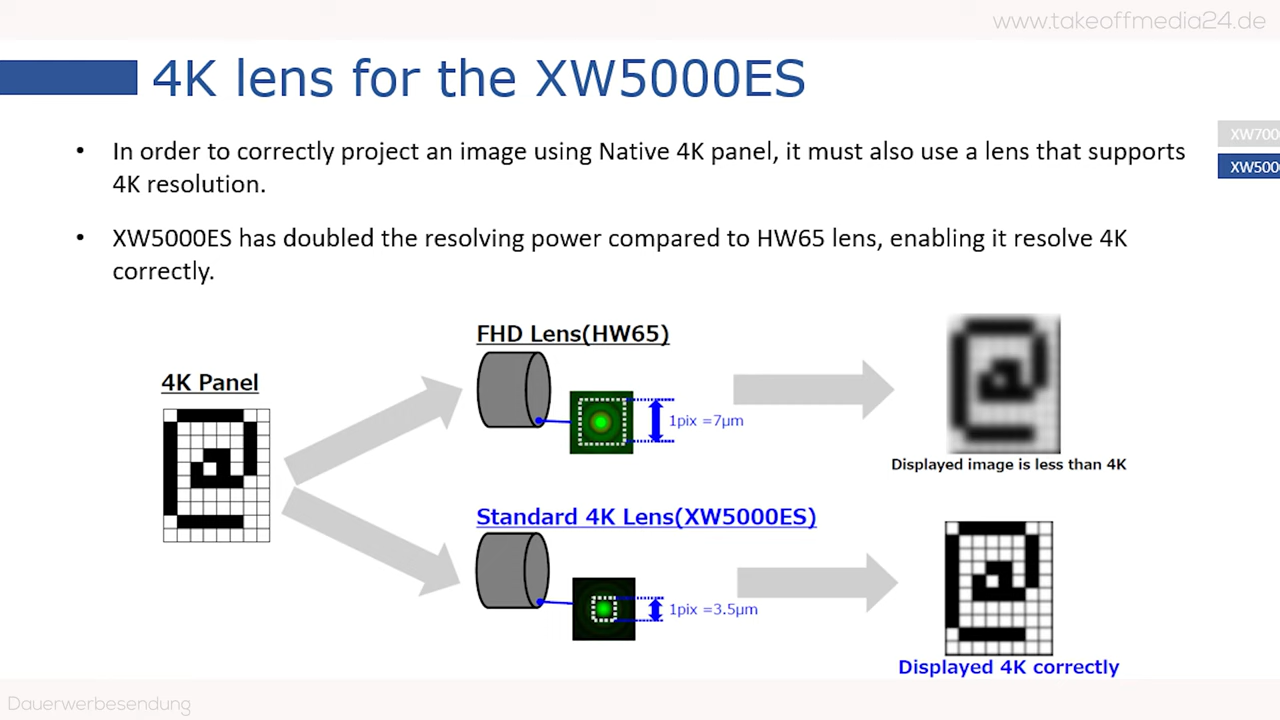 www.takeoffmedia24.de
4K lens for the XW5000ES
XW700
XW500
• In order to correctly project an image using Native 4K panel, it must also use a lens that supports
4K resolution.
• XW5000ES has doubled the resolving power compared to HW65 lens, enabling it resolve 4K
correctly.
4K Panel
FHD Lens(HW65)
1pix =7μm
Displayed image is less than 4K
Standard 4K Lens(XW5000ES)
1pix =3.5μm
Displayed 4K correctly
Dauerwerbesendung